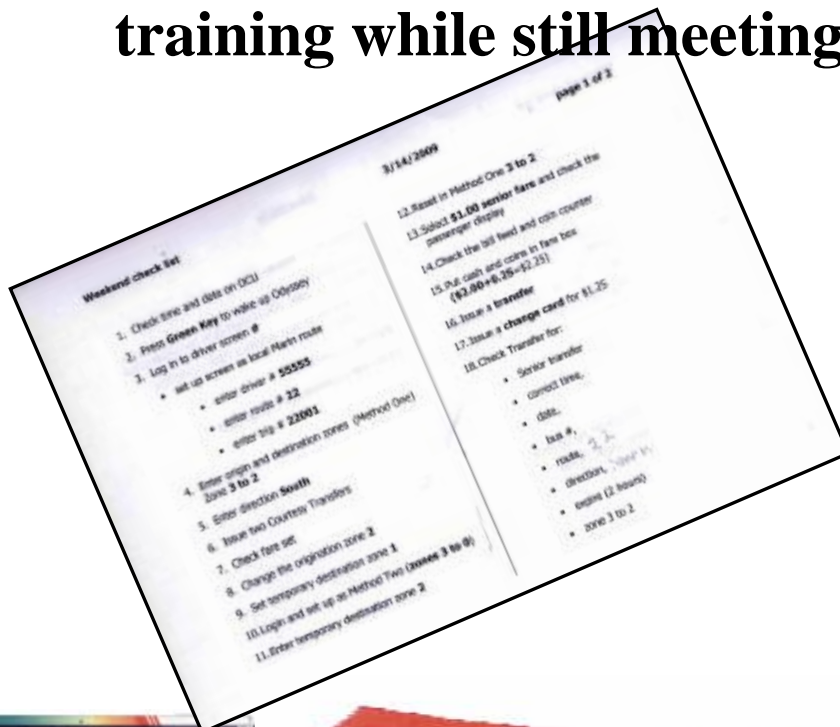 training while still meeting
page 1 of 2
3/14/2009
Weekend check list
1. Check time and date on OCU
2. Press Green Key to wake up Odyssey
3. Log in to driver screen #
• set up screen as local Marin route
• enter driver # 55555
• enter route # 22
• enter trip # 22001
4. Enter origin and destination zones (Method One)
zone 3 to 2
5. Enter direction South
6. Issue two Courtesy Transfers
7. Check fare set
8. Change the origination zone 2
9. Set temporary destination zone 1
10.Login and set up as Method Two (zones 3 to 0)
11.Enter temporary destination zone 2
12.Reset in Method One 3 to 2
13.Select $1.00 senior fare and check the
passenger display
14.Check the bill feed and coin counter
15.Put cash and coins in fare box
($2.00+0.25=$2.25)
16.Issue a transfer
17.Issue a change card for $1.25
18.Check Transfer for:
• Senior transfer
• correct time,
• date,
• bus #,
• route, 22
• direction,
• expire (2 hours)
• zone 3 to 2